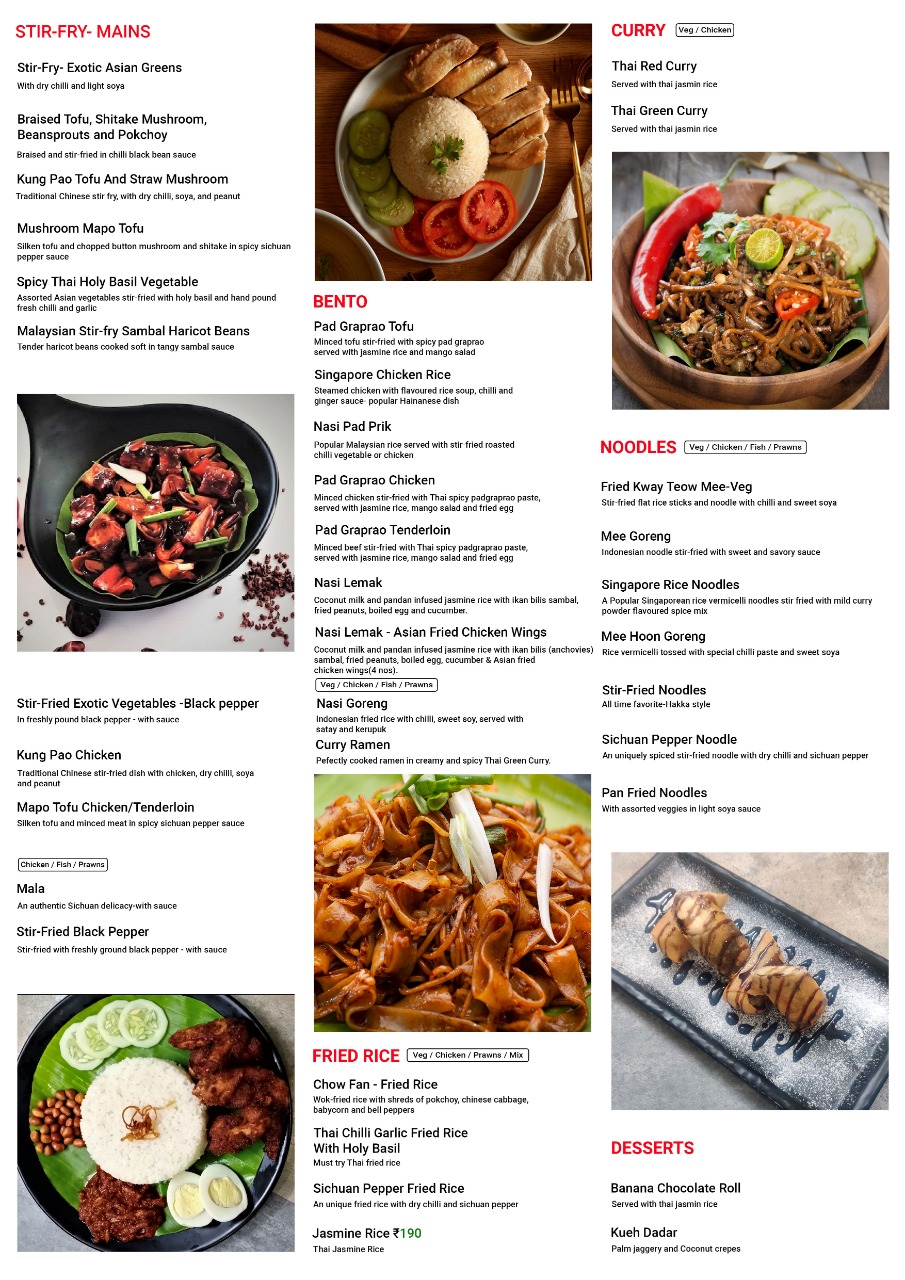 STIR-FRY- MAINS
Stir-Fry- Exotic Asian Greens
With dry chilli and light soya
Braised Tofu, Shitake Mushroom,
Beansprouts and Pokchoy
Braised and stir-fried in chilli black bean sauce
Kung Pao Tofu And Straw Mushroom
Traditional Chinese stir fry, with dry chilli, soya, and peanut
Mushroom Mapo Tofu
Silken tofu and chopped button mushroom and shitake in spicy sichuan
pepper sauce
Spicy Thai Holy Basil Vegetable
Assorted Asian vegetables stir-fried with holy basil and hand pound
fresh chilli and garlic
Malaysian Stir-fry Sambal Haricot Beans
Tender haricot beans cooked soft in tangy sambal sauce
Stir-Fried Exotic Vegetables -Black pepper
In freshly pound black pepper - with sauce
Kung Pao Chicken
Traditional Chinese stir-fried dish with chicken, dry chilli, soya
and peanut
Mapo Tofu Chicken/Tenderloin
Silken tofu and minced meat in spicy sichuan pepper sauce
Chicken / Fish / Prawns
Mala
An authentic Sichuan delicacy-with sauce
Stir-Fried Black Pepper
Stir-fried with freshly ground black pepper - with sauce
BENTO
Pad Graprao Tofu
Minced tofu stir-fried with spicy pad graprao
served with jasmine rice and mango salad
Singapore Chicken Rice
Steamed chicken with flavoured rice soup, chilli and
ginger sauce- popular Hainanese dish
Nasi Pad Prik
Popular Malaysian rice served with stir fried roasted
chilli vegetable or chicken
Pad Graprao Chicken
Minced chicken stir-fried with Thai spicy padgraprao paste,
served with jasmine rice, mango salad and fried egg
Pad Graprao Tenderloin
Minced beef stir-fried with Thai spicy padgraprao paste,
served with jasmine rice, mango salad and fried egg
Nasi Lemak
Coconut milk and pandan infused jasmine rice with ikan bilis sambal,
fried peanuts, boiled egg and cucumber.
Nasi Lemak - Asian Fried Chicken Wings
Coconut milk and pandan infused jasmine rice with ikan bilis (anchovies)
sambal, fried peanuts, boiled egg, cucumber & Asian fried
chicken wings(4 nos).
Veg / Chicken / Fish / Prawns
Nasi Goreng
Indonesian fried rice with chilli, sweet soy, served with
satay and kerupuk
Curry Ramen
Pefectly cooked ramen in creamy and spicy Thai Green Curry.
FRIED RICE Veg / Chicken / Prawns / Mix
Chow Fan - Fried Rice
Wok-fried rice with shreds of pokchoy, chinese cabbage,
babycorn and bell peppers
Thai Chilli Garlic Fried Rice
With Holy Basil
Must try Thai fried rice
Sichuan Pepper Fried Rice
An unique fried rice with dry chilli and sichuan pepper
Jasmine Rice ₹190
Thai Jasmine Rice
CURRY Veg / Chicken
Thai Red Curry
Served with thai jasmin rice
Thai Green Curry
Served with thai jasmin rice
NOODLES Veg / Chicken / Fish / Prawns
Fried Kway Teow Mee-Veg
Stir-fried flat rice sticks and noodle with chilli and sweet soya
Mee Goreng
Indonesian noodle stir-fried with sweet and savory sauce
Singapore Rice Noodles
A Popular Singaporean rice vermicelli noodles stir fried with mild curry
powder flavoured spice mix
Mee Hoon Goreng
Rice vermicelli tossed with special chilli paste and sweet soya
Stir-Fried Noodles
All time favorite-Hakka style
Sichuan Pepper Noodle
An uniquely spiced stir-fried noodle with dry chilli and sichuan pepper
Pan Fried Noodles
With assorted veggies in light soya sauce
DESSERTS
Banana Chocolate Roll
Served with thai jasmin rice
Kueh Dadar
Palm jaggery and Coconut crepes